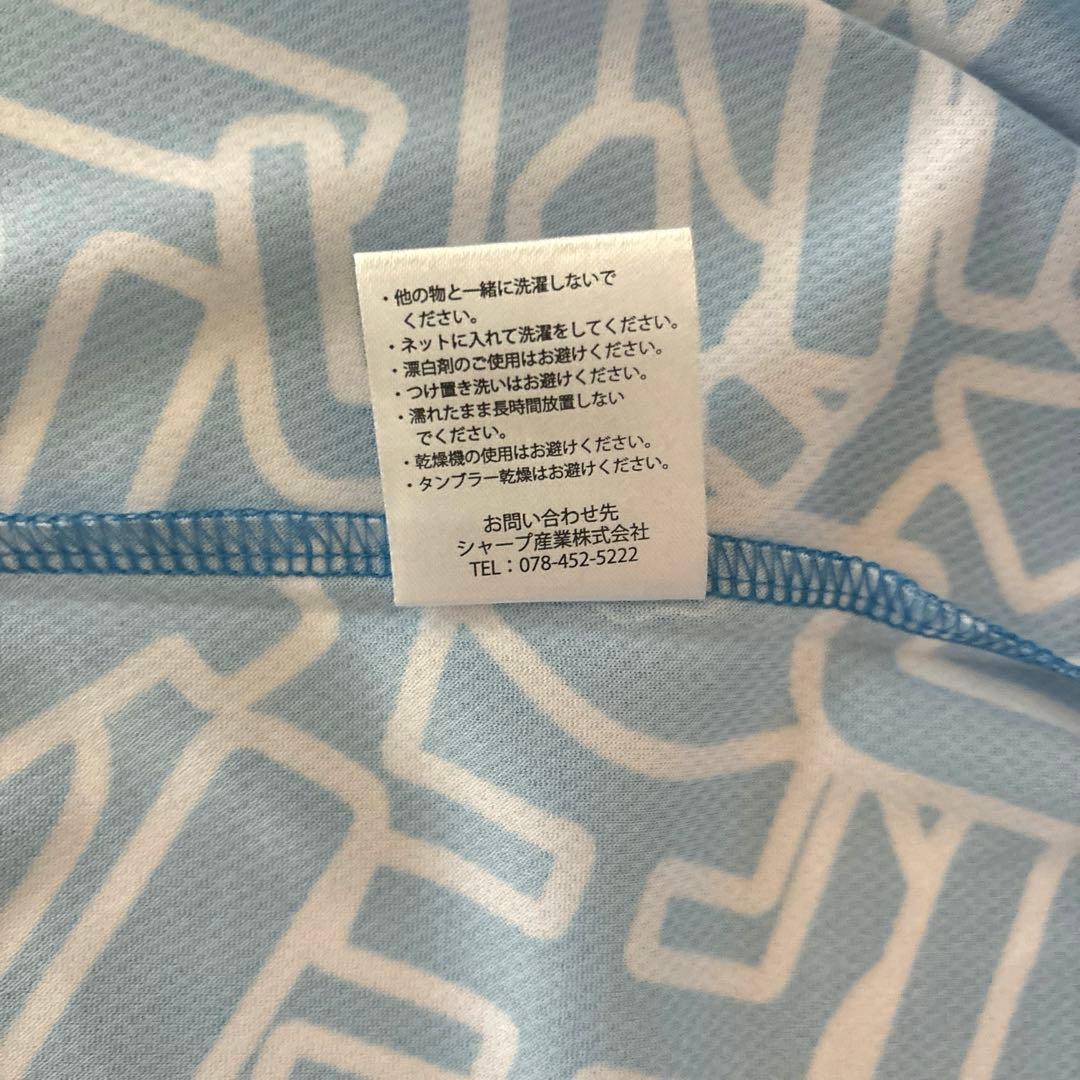 ・他の物と一緒に洗濯しないで
ください。
・ネットに入れて洗濯をしてください。
・漂白剤のご使用はお避けください。
・つけ置き洗いはお避けください。
・濡れたまま長時間放置しない
でください。
・乾燥機の使用はお避けください。
・タンブラー乾燥はお避けください。
お問い合わせ先
シャープ産業株式会社
TEL：078-452-5222